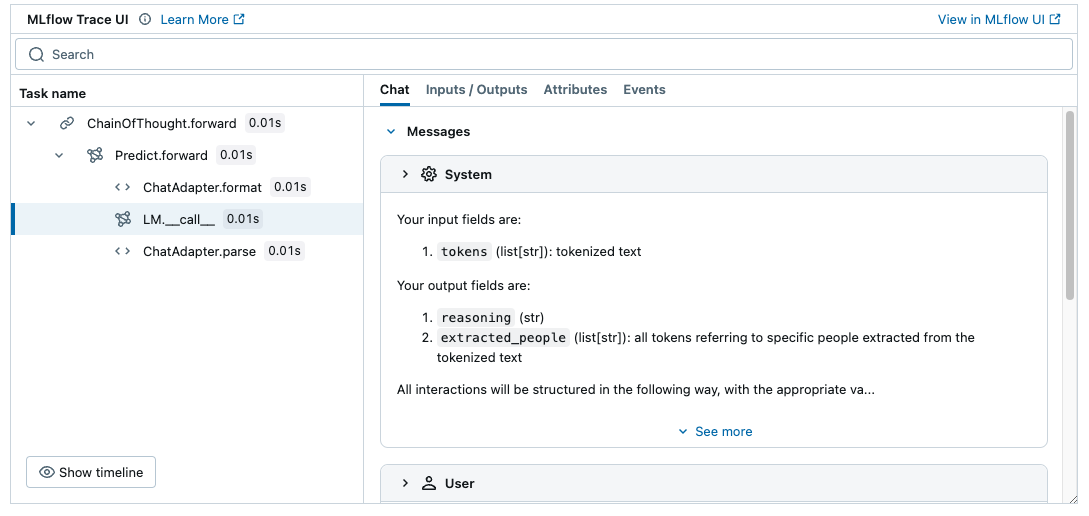 MLflow Trace UI Learn More View in MLflow UI
Search
Task name
ChainOfThought.forward 0.01s
Predict.forward 0.01s
ChatAdapter.format 0.01s
LM.__call__ 0.01s
ChatAdapter.parse 0.01s
Show timeline
Chat Inputs / Outputs Attributes Events
Messages
System
Your input fields are:
1. tokens (list[str]): tokenized text
Your output fields are:
1. reasoning (str)
2. extracted_people (list[str]): all tokens referring to specific people extracted from the
tokenized text
All interactions will be structured in the following way, with the appropriate va...
See more
User